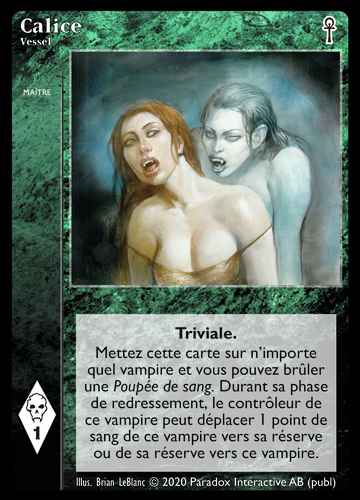 Calice
Vessel
MAÎTRE
Triviale.
Mettez cette carte sur n'importe
quel vampire et vous pouvez brûler
une Poupée de sang. Durant sa phase
de redressement, le contrôleur de
ce vampire peut déplacer 1 point de
sang de ce vampire vers sa réserve
ou de sa réserve vers ce vampire.
1
Illus. Brian LeBlanc © 2020 Paradox Interactive AB (publ)